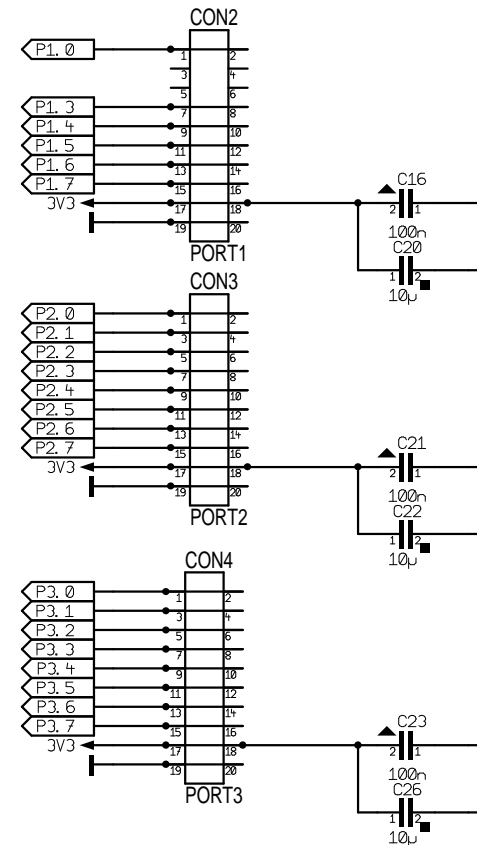 CON2
P1.0
1 2
3 4
5 6
P1.3 7 8
P1.4 9 10
P1.5 11 12
P1.6 13 14
P1.7 15 16
3V3 17 18
19 20
PORT1
C16
2 1
100n
C20
1 2
10µ
CON3
P2.0 1 2
P2.1 3 4
P2.2 5 6
P2.3 7 8
P2.4 9 10
P2.5 11 12
P2.6 13 14
P2.7 15 16
3V3 17 18
19 20
PORT2
C21
2 1
100n
C22
1 2
10µ
CON4
P3.0 1 2
P3.1 3 4
P3.2 5 6
P3.3 7 8
P3.4 9 10
P3.5 11 12
P3.6 13 14
P3.7 15 16
3V3 17 18
19 20
PORT3
C23
2 1
100n
C26
1 2
10µ